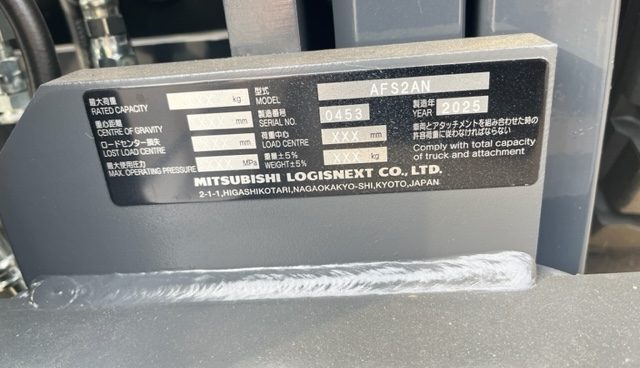 最大荷重 kg 型式 AFS2AN
RATED CAPACITY MODEL
重心距離 mm 製造番号 0453 製造年 2025
CENTRE OF GRAVITY SERIAL NO. YEAR
ロードセンター損失 mm 荷重中心 XXX mm 車両とアタッチメントを組み合わせた時の
LOST LOAD CENTRE LOAD CENTRE 許容荷重に従わなければならない
最大使用圧力 MPa 質量±5% XXX kg Comply with total capacity
MAX. OPERATING PRESSURE WEIGHT±5% of truck and attachment
MITSUBISHI LOGISNEXT CO., LTD.
2-1-1, HIGASHIKOTARI, NAGAOKAKYO-SHI, KYOTO, JAPAN